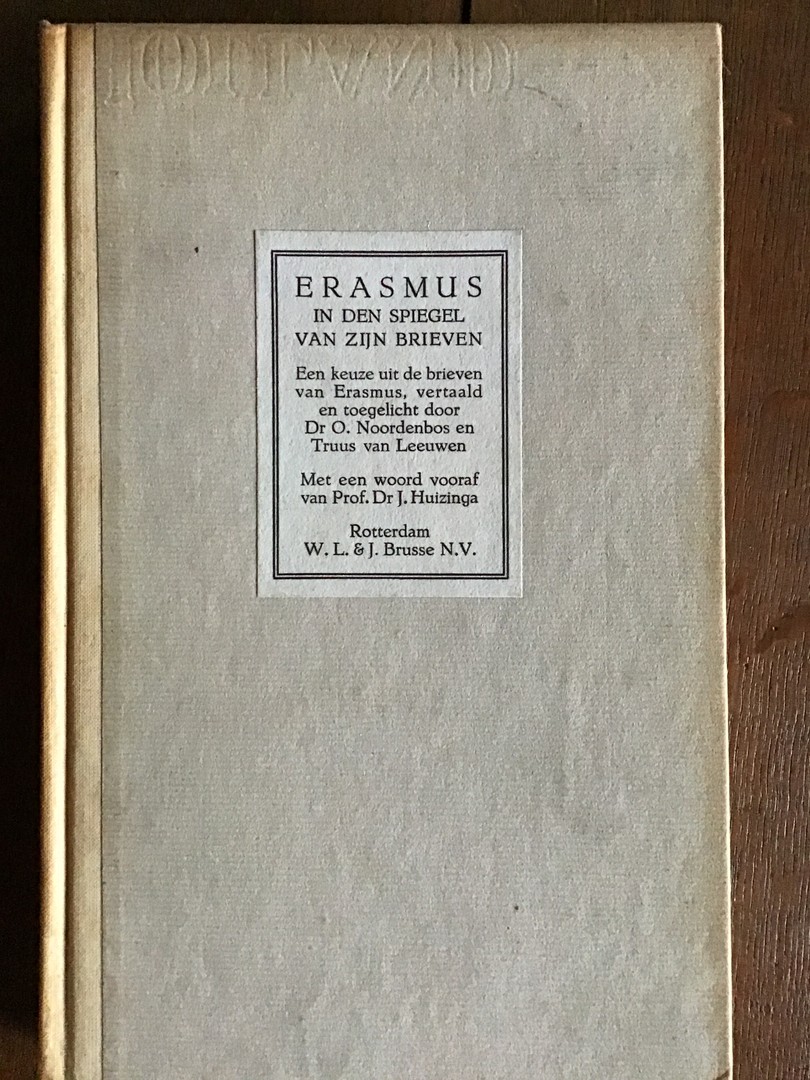 ERASMUS
IN DEN SPIEGEL
VAN ZIJN BRIEVEN
Een keuze uit de brieven
van Erasmus, vertaald
en toegelicht door
Dr O. Noordenbos en
Truus van Leeuwen
Met een woord vooraf
van Prof. Dr J. Huizinga
Rotterdam
W. L. & J. Brusse N.V.